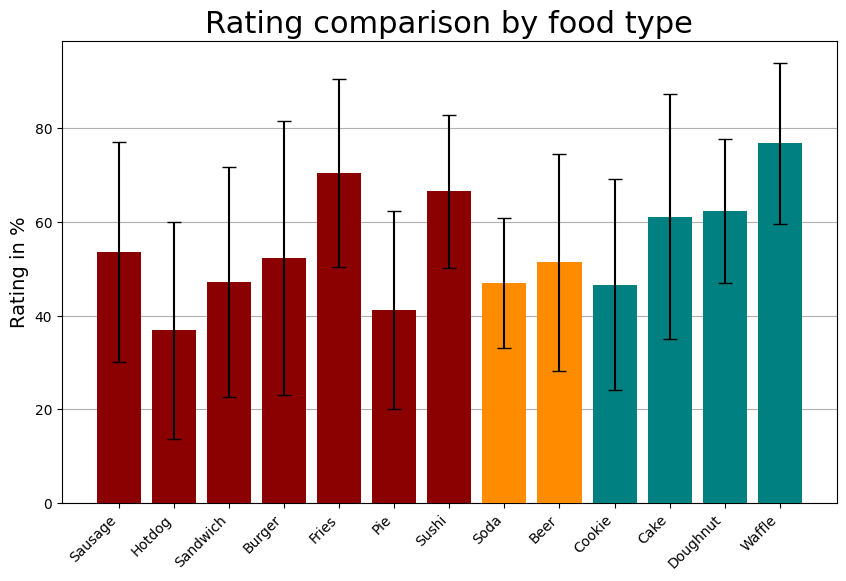 Rating comparison by food type
Rating in %
80
60
40
20
0
Sausage
Hotdog
Sandwich
Burger
Fries
Pie
Sushi
Soda
Beer
Cookie
Cake
Doughnut
Waffle